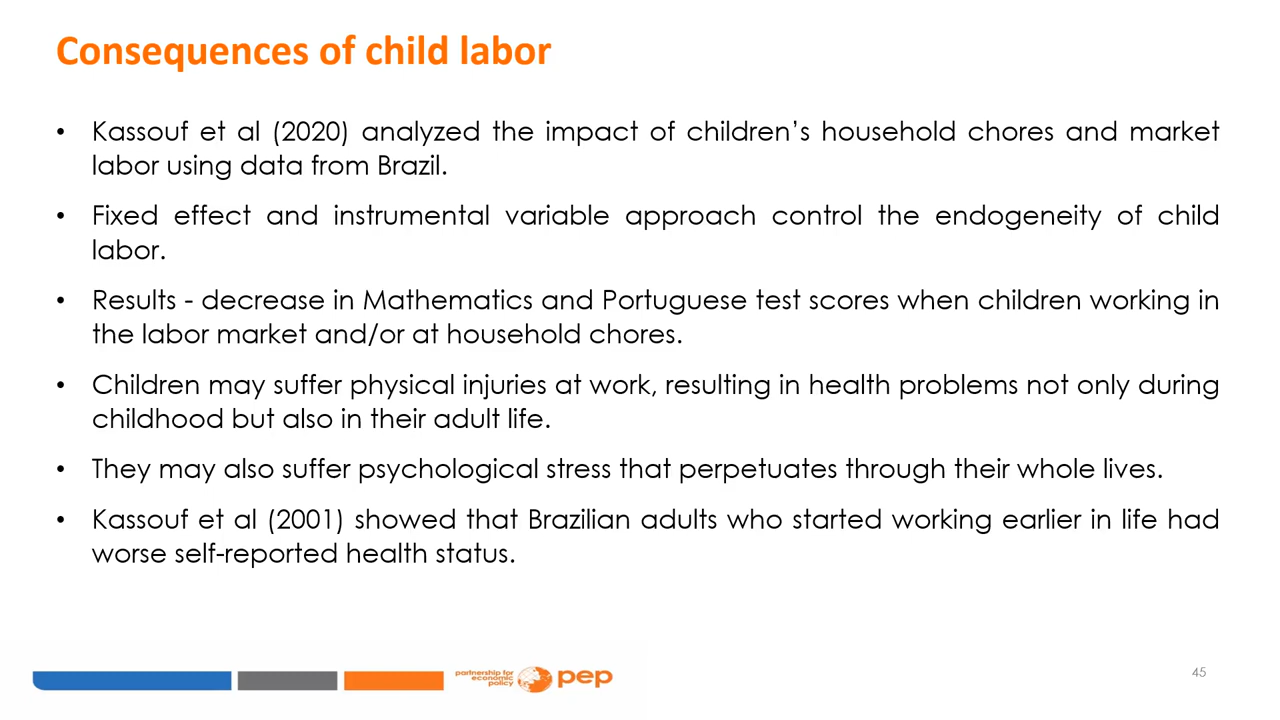 Consequences of child labor
• Kassouf et al (2020) analyzed the impact of children’s household chores and market
labor using data from Brazil.
• Fixed effect and instrumental variable approach control the endogeneity of child
labor.
• Results - decrease in Mathematics and Portuguese test scores when children working in
the labor market and/or at household chores.
• Children may suffer physical injuries at work, resulting in health problems not only during
childhood but also in their adult life.
• They may also suffer psychological stress that perpetuates through their whole lives.
• Kassouf et al (2001) showed that Brazilian adults who started working earlier in life had
worse self-reported health status.
partnership for
economic
policy
pep
45